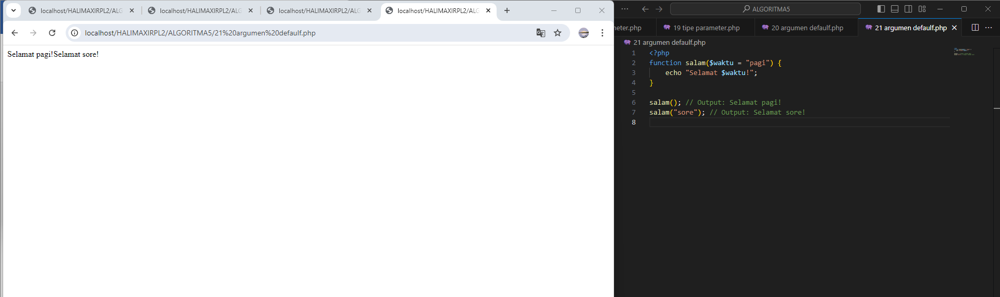 localhost/HALIMAXIRPL2/ALG
localhost/HALIMAXIRPL2/ALG
localhost/HALIMAXIRPL2/ALG
localhost/HALIMAXIRPL2/ALG
localhost/HALIMAXIRPL2/ALGORITMA5/21%20argumen%20defaulf.php
Selamat pagi!Selamat sore!
ALGORITMA5
neter.php
19 tipe parameter.php
20 argumen defaulf.php
21 argumen defaulf.php
21 argumen defaulf.php
1 <?php
2 function salam($waktu = "pagi") {
3 echo "Selamat $waktu!";
4 }
5
6 salam(); // Output: Selamat pagi!
7 salam("sore"); // Output: Selamat sore!
8